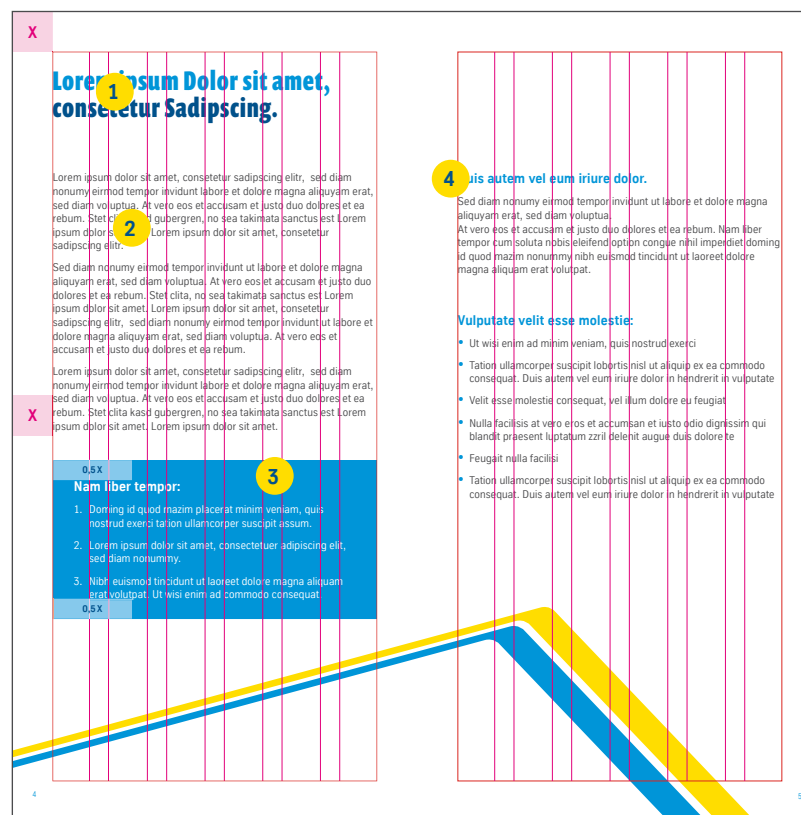 X
Lorem ipsum Dolor sit amet,
consetetur Sadipscing.
1
Lorem ipsum dolor sit amet, consetetur sadipscing elitr, sed diam
nonumy eirmod tempor invidunt labore et dolore magna aliquyam erat,
sed diam voluptua. At vero eos et accusam et justo duo dolores et ea
rebum. Stet clita kasd gubergren, no sea takimata sanctus est Lorem
ipsum dolor sit Lorem ipsum dolor sit amet, consetetur
sadipscing elitr.
2
Sed diam nonumy eirmod tempor invidunt ut labore et dolore magna
aliquyam erat, sed diam voluptua. At vero eos et accusam et justo duo
dolores et ea rebum. Stet clita, no sea takimata sanctus est Lorem
ipsum dolor sit amet. Lorem ipsum dolor sit amet, consetetur
sadipscing elitr, sed diam nonumy eirmod tempor invidunt ut labore et
dolore magna aliquyam erat, sed diam voluptua. At vero eos et
accusam et justo duo dolores et ea rebum.
Lorem ipsum dolor sit amet, consetetur sadipscing elitr, sed diam
nonumy eirmod tempor invidunt ut labore et dolore magna aliquyam erat,
sed diam voluptua. At vero eos et accusam et justo duo dolores et ea
rebum. Stet clita kasd gubergren, no sea takimata sanctus est Lorem
ipsum dolor sit amet. Lorem ipsum dolor sit amet.
X
0,5 X
3
Nam liber tempor:
1. Doming id quod mazim placerat minim veniam, quis
nostrud exerci tation ullamcorper suscipit assum.
2. Lorem ipsum dolor sit amet, consectetuer adipiscing elit,
sed diam nonummy.
3. Nibh euismod tincidunt ut laoreet dolore magna aliquam
erat volutpat. Ut wisi enim ad commodo consequat.
0,5 X
4
4
uis autem vel eum iriure dolor.
Sed diam nonumy eirmod tempor invidunt ut labore et dolore magna
aliquyam erat, sed diam voluptua.
At vero eos et accusam et justo duo dolores et ea rebum. Nam liber
tempor cum soluta nobis eleifend option congue nihil imperdiet doming
id quod mazim nonummy nibh euismod tincidunt ut laoreet dolore
magna aliquam erat volutpat.
Vulputate velit esse molestie:
• Ut wisi enim ad minim veniam, quis nostrud exerci
• Tation ullamcorper suscipit lobortis nisl ut aliquip ex ea commodo
consequat. Duis autem vel eum iriure dolor in hendrerit in vulputate
• Velit esse molestie consequat, vel illum dolore eu feugiat
• Nulla facilisis at vero eros et accumsan et iusto odio dignissim qui
blandit praesent luptatum zzril delenit augue duis dolore te
• Feugait nulla facilisi
• Tation ullamcorper suscipit lobortis nisl ut aliquip ex ea commodo
consequat. Duis autem vel eum iriure dolor in hendrerit in vulputate
5